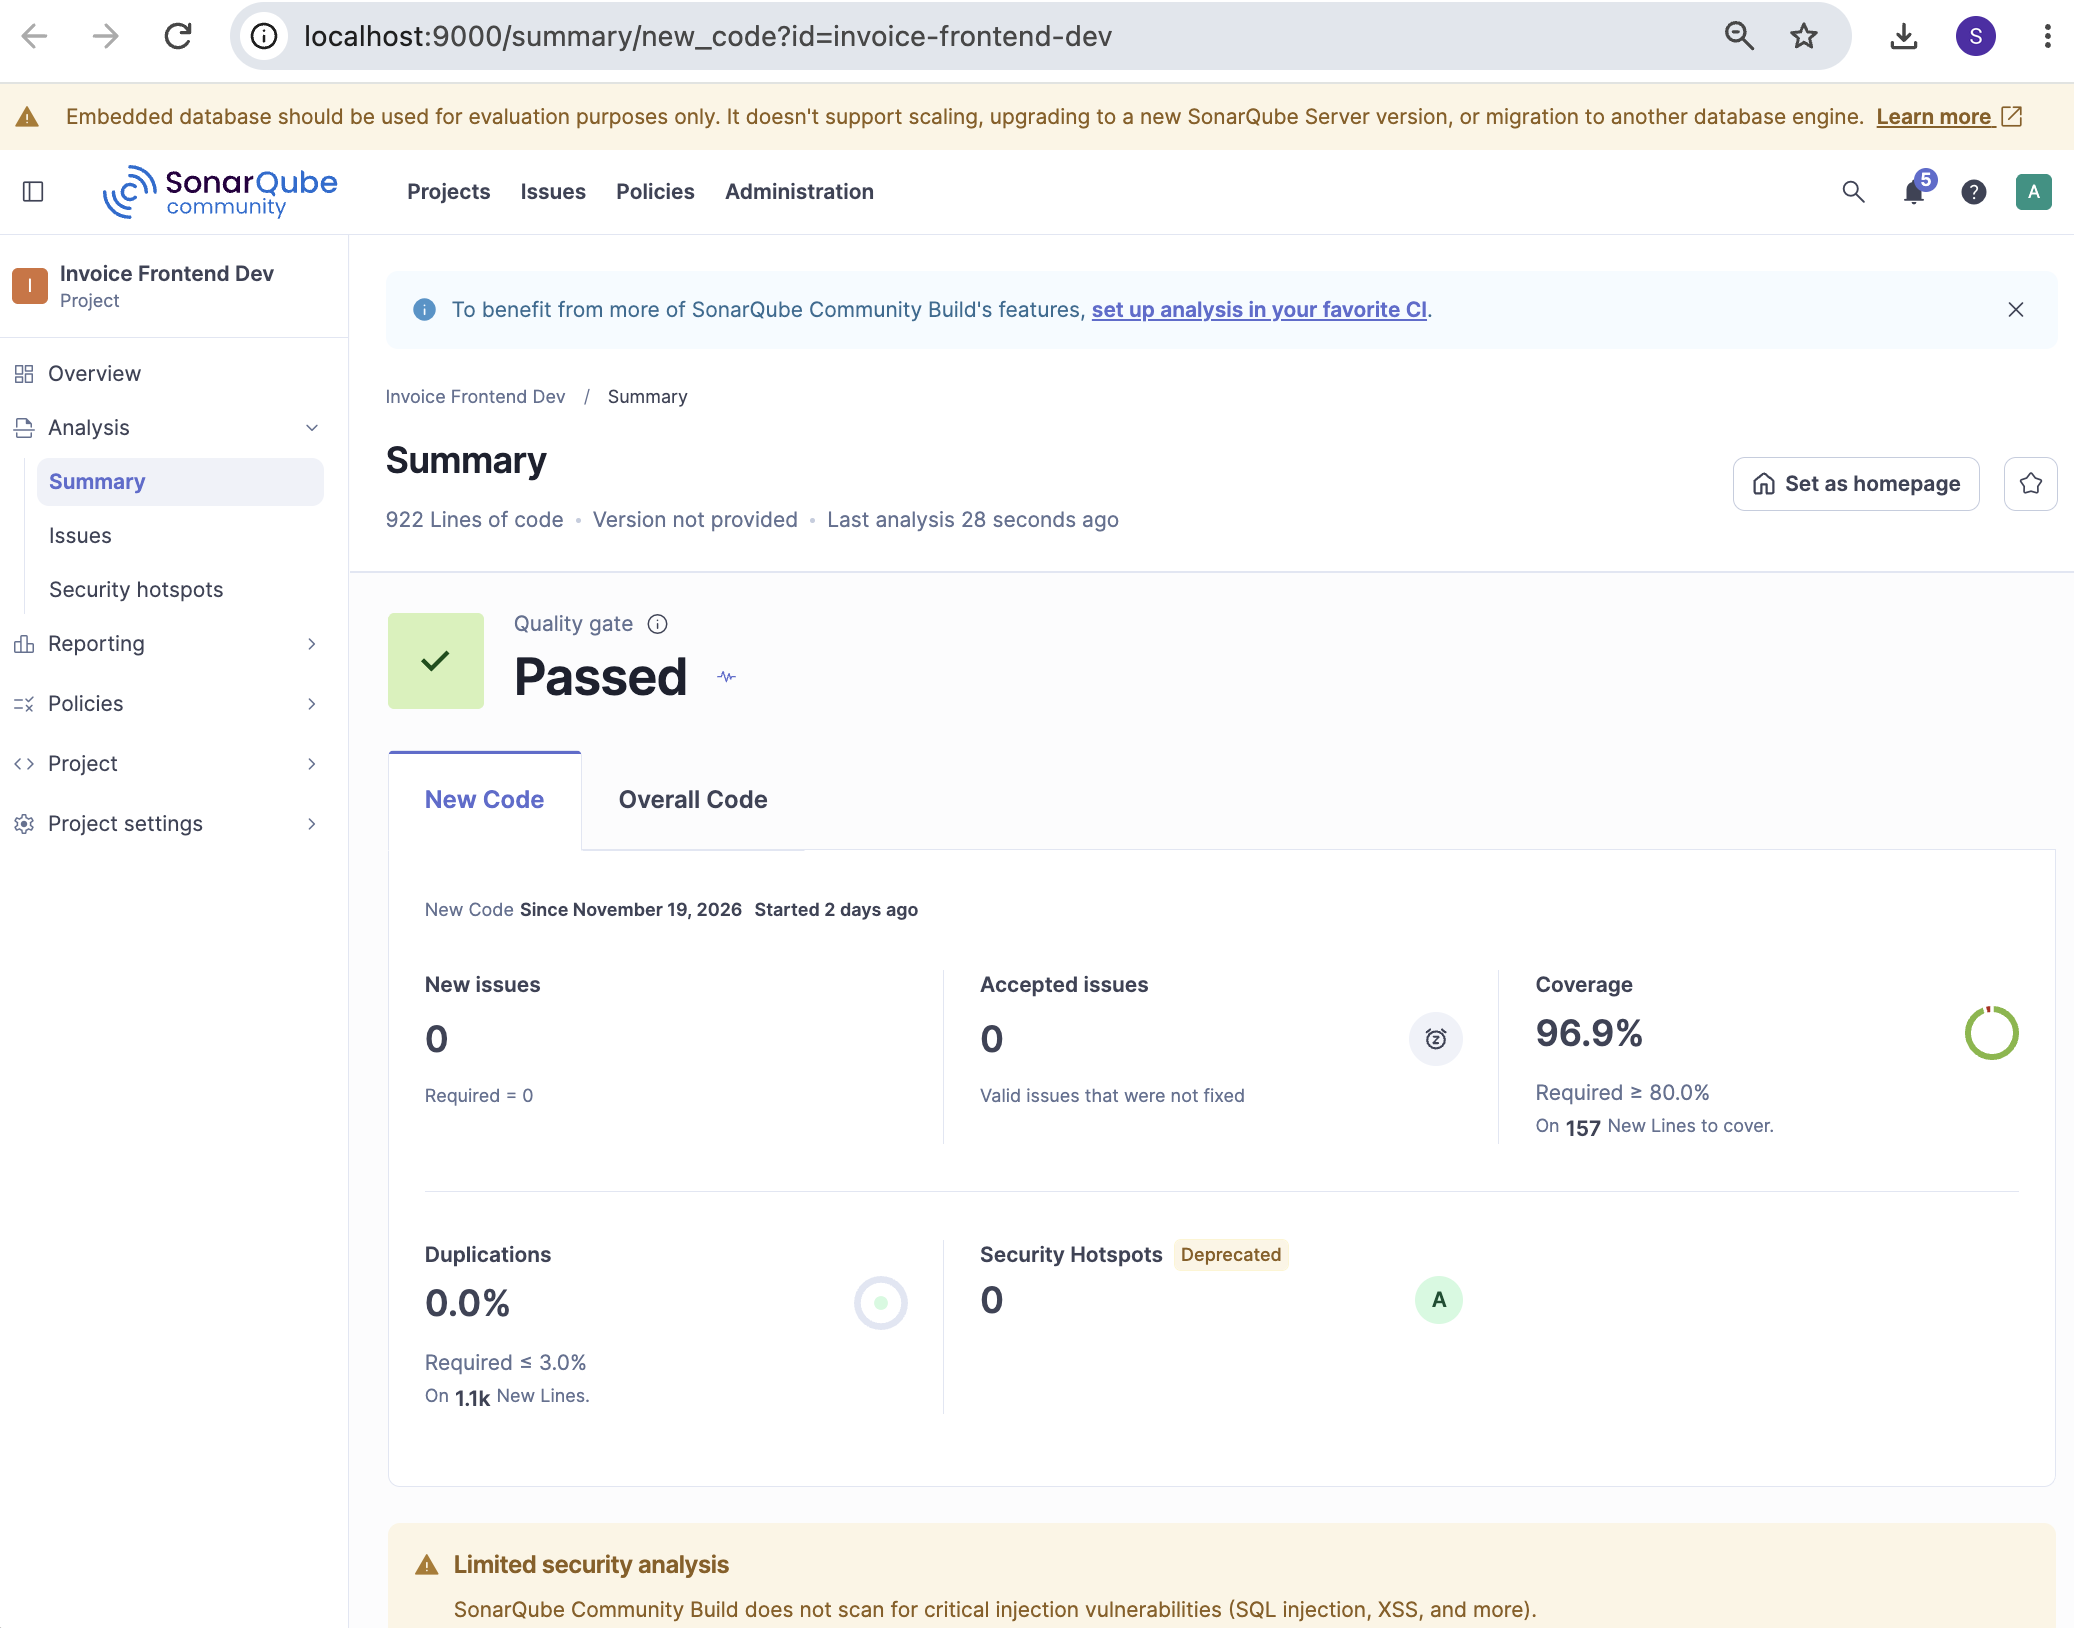 localhost:9000/summary/new_code?id=invoice-frontend-dev
S
Embedded database should be used for evaluation purposes only. It doesn't support scaling, upgrading to a new SonarQube Server version, or migration to another database engine. Learn more
SonarQube
community
Projects
Issues
Policies
Administration
5
?
A
I
Invoice Frontend Dev
Project
Overview
Analysis
Summary
Issues
Security hotspots
Reporting
Policies
Project
Project settings
To benefit from more of SonarQube Community Build's features, set up analysis in your favorite CI.
Invoice Frontend Dev / Summary
Summary
922 Lines of code • Version not provided • Last analysis 28 seconds ago
Set as homepage
Quality gate
Passed
New Code
Overall Code
New Code Since November 19, 2026 Started 2 days ago
New issues
0
Required = 0
Accepted issues
0
Valid issues that were not fixed
Coverage
96.9%
Required ≥ 80.0%
On 157 New Lines to cover.
Duplications
0.0%
Required ≤ 3.0%
On 1.1k New Lines.
Security Hotspots Deprecated
0
A
Limited security analysis
SonarQube Community Build does not scan for critical injection vulnerabilities (SQL injection, XSS, and more).